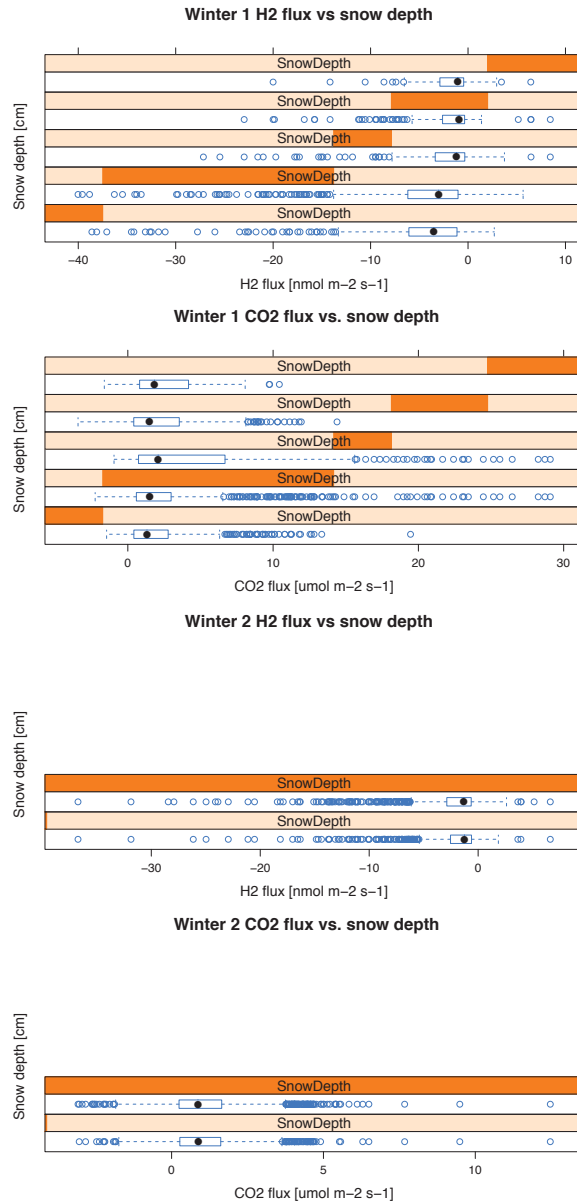 Winter 1 H2 flux vs snow depth
SnowDepth
SnowDepth
SnowDepth
SnowDepth
SnowDepth
Snow depth [cm]
−40 −30 −20 −10 0 10
H2 flux [nmol m−2 s−1]
Winter 1 CO2 flux vs. snow depth
SnowDepth
SnowDepth
SnowDepth
SnowDepth
SnowDepth
Snow depth [cm]
0 10 20 30
CO2 flux [umol m−2 s−1]
Winter 2 H2 flux vs snow depth
Snow depth [cm]
SnowDepth
SnowDepth
−30 −20 −10 0
H2 flux [nmol m−2 s−1]
Winter 2 CO2 flux vs. snow depth
Snow depth [cm]
SnowDepth
SnowDepth
0 5 10
CO2 flux [umol m−2 s−1]